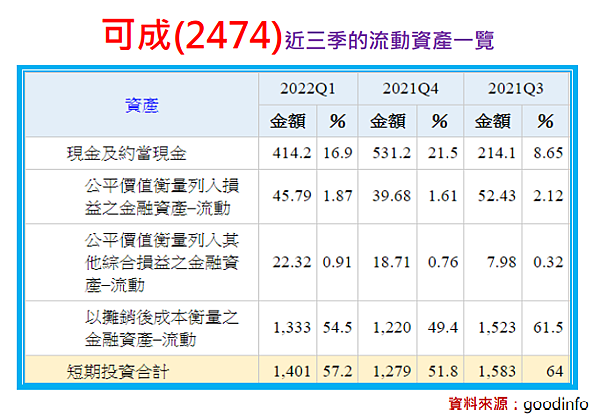 可成(2474)近三季的流動資產一覽
資產 2022Q1 2021Q4 2021Q3
金額 % 金額 % 金額 %
現金及約當現金 414.2 16.9 531.2 21.5 214.1 8.65
公平價值衡量列入損
益之金融資產–流動 45.79 1.87 39.68 1.61 52.43 2.12
公平價值衡量列入其
他綜合損益之金融資 22.32 0.91 18.71 0.76 7.98 0.32
產–流動
以攤銷後成本衡量之
金融資產–流動 1,333 54.5 1,220 49.4 1,523 61.5
短期投資合計 1,401 57.2 1,279 51.8 1,583 64
資料來源：goodinfo